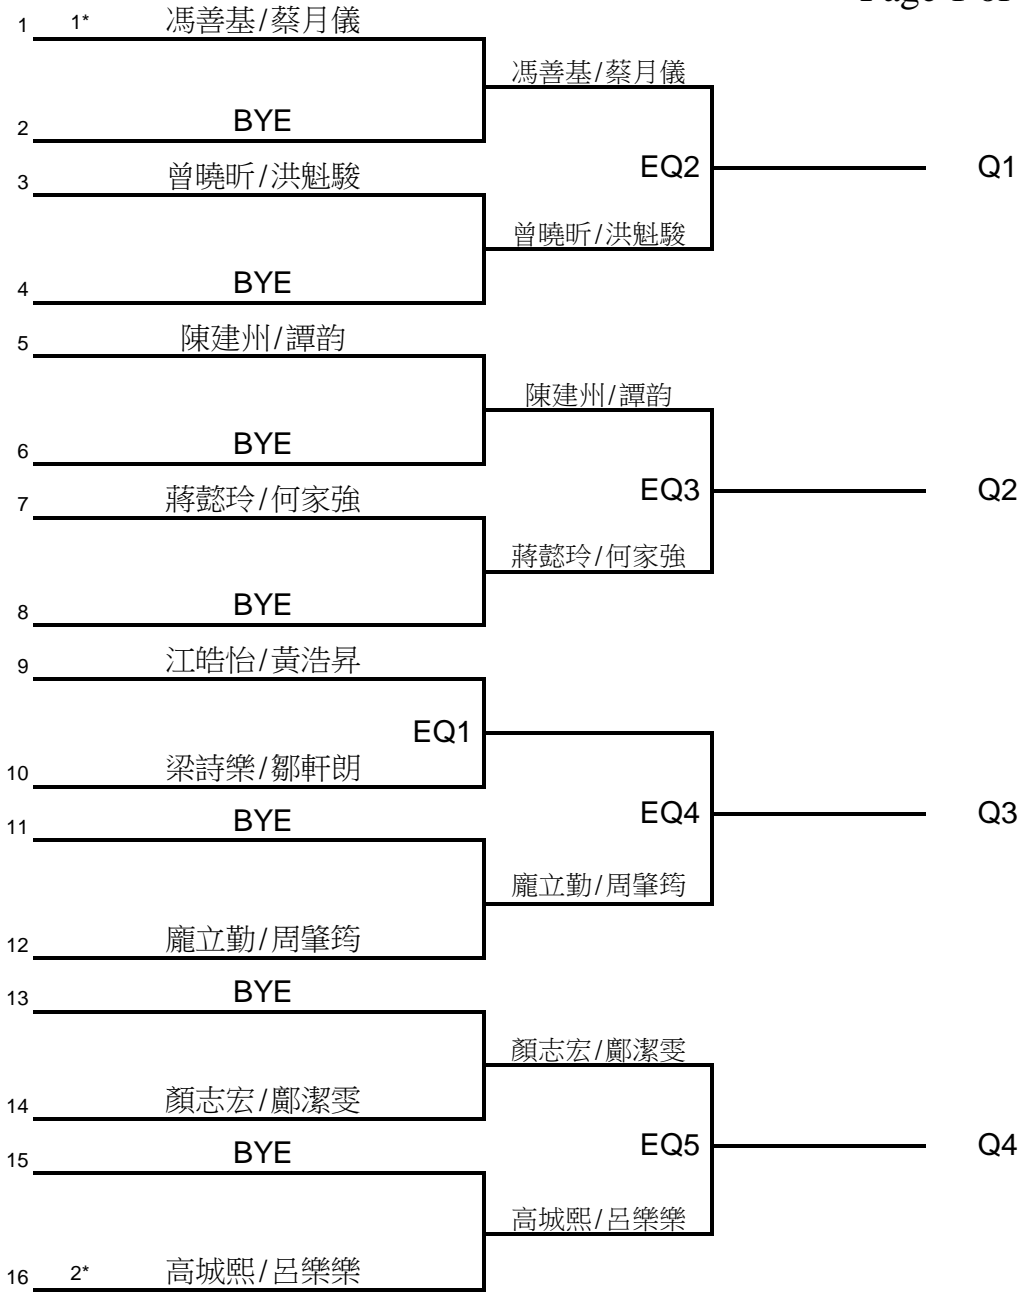 Page 1 of
1 1* 馮善基/蔡月儀
馮善基/蔡月儀
2 BYE
EQ2 Q1
3 曾曉昕/洪魁駿
曾曉昕/洪魁駿
4 BYE
5 陳建州/譚韵
陳建州/譚韵
6 BYE
EQ3 Q2
7 蔣懿玲/何家強
蔣懿玲/何家強
8 BYE
9 江皓怡/黃浩昇
EQ1
10 梁詩樂/鄒軒朗
11 BYE
EQ4 Q3
龐立勤/周肇筠
12 龐立勤/周肇筠
13 BYE
顏志宏/鄺潔雯
14 顏志宏/鄺潔雯
15 BYE
EQ5 Q4
高城熙/呂樂樂
16 2* 高城熙/呂樂樂